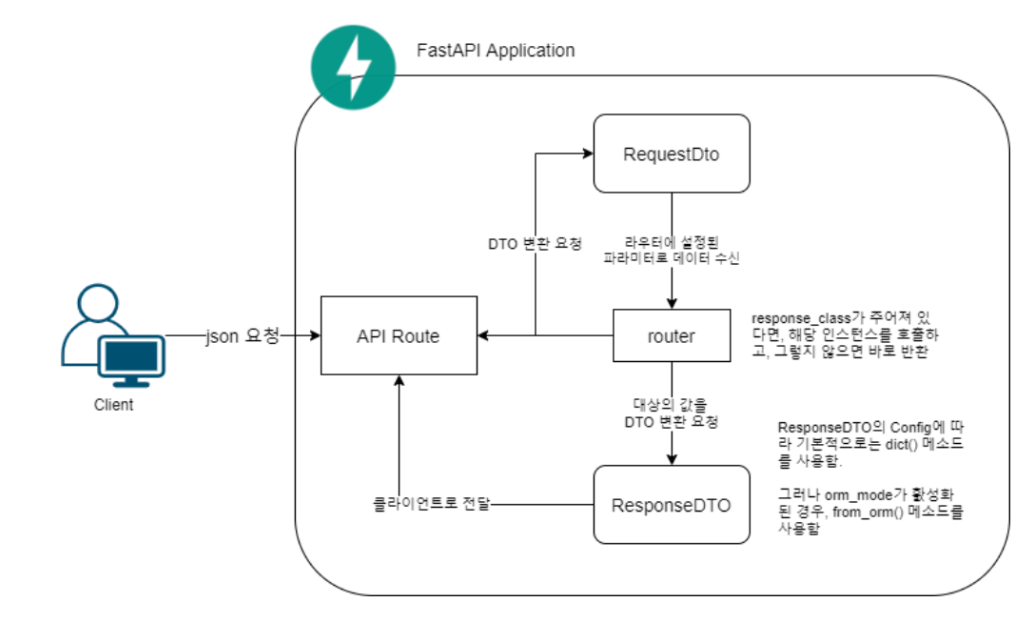 FastAPI Application
RequestDto
DTO 변환 요청
라우터에 설정된
파라미터로 데이터 수신
json 요청
API Route
router
response_class가 주어져 있
다면, 해당 인스턴스를 호출하
고, 그렇지 않으면 바로 반환
Client
대상의 값을
DTO 변환 요청
ResponseDTO의 Config에 따
라 기본적으로는 dict() 메소드
를 사용함.
클라이언트로 전달
ResponseDTO
그러나 orm_mode가 활성화
된 경우, from_orm() 메소드를
사용함